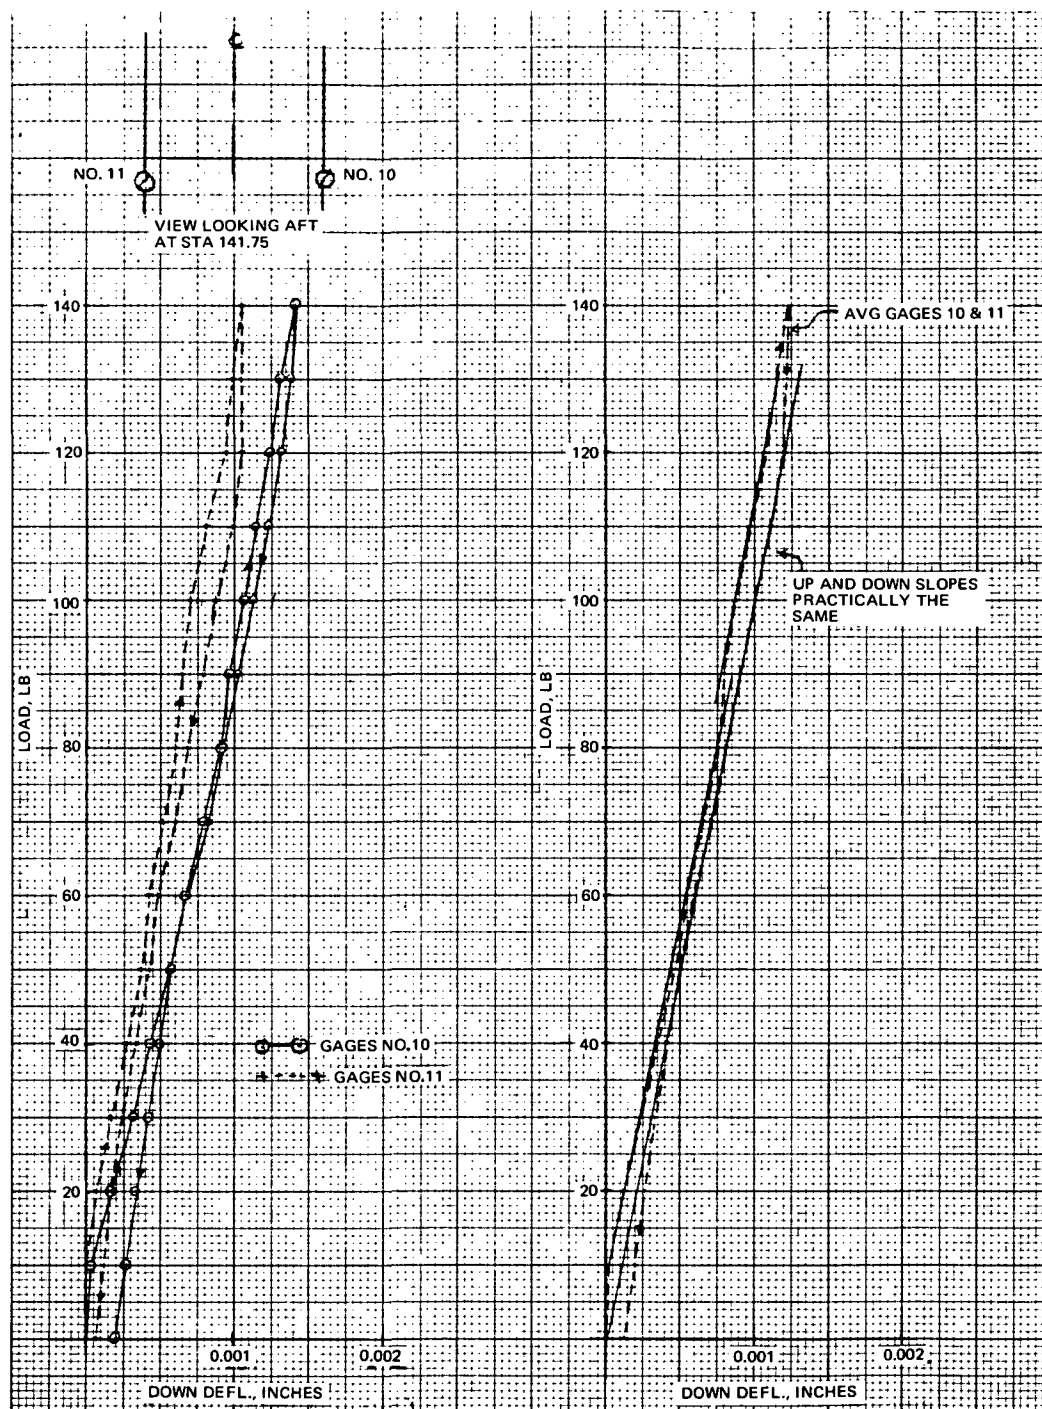 ℄
NO. 11
NO. 10
VIEW LOOKING AFT
AT STA 141.75
140
120
100
80
60
40
20
LOAD, LB
GAGES NO.10
GAGES NO.11
0.001
0.002
DOWN DEFL., INCHES
140
120
100
80
60
40
20
LOAD, LB
AVG GAGES 10 & 11
UP AND DOWN SLOPES
PRACTICALLY THE
SAME
0.001
0.002
DOWN DEFL., INCHES